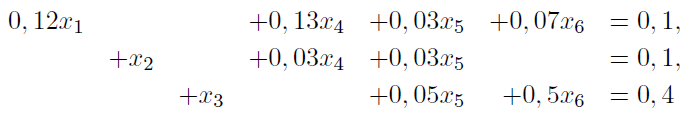 0, 12x₁ +0, 13x₄ +0, 03x₅ +0, 07x₆ = 0, 1,
+x₂ +0, 03x₄ +0, 03x₅ = 0, 1,
+x₃ +0, 05x₅ +0, 5x₆ = 0, 4